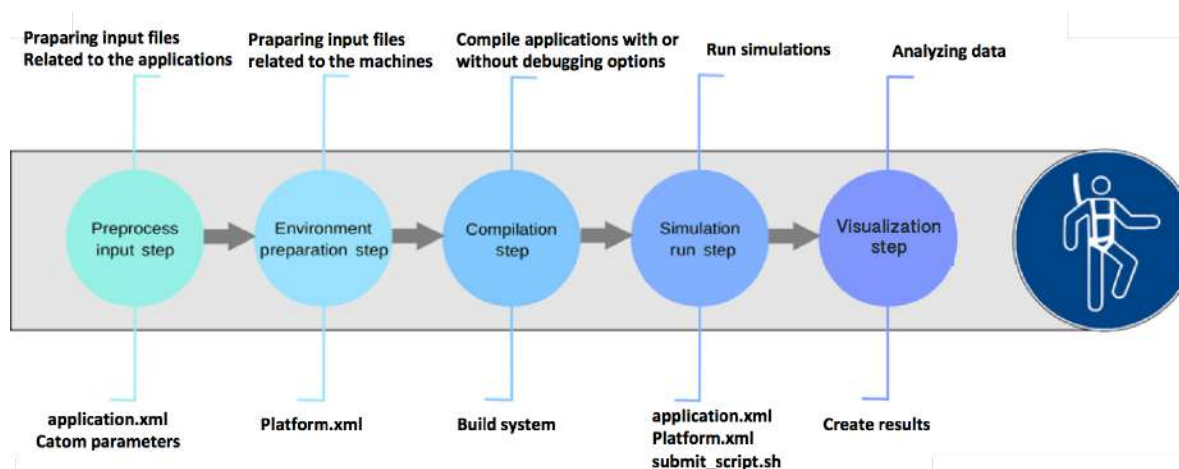 Praparing input files
Related to the applications
Praparing input files
related to the machines
Compile applications with or
without debugging options
Run simulations
Analyzing data
Preprocess
input step
Environment
preparation step
Compilation
step
Simulation
run step
Visualization
step
application.xml
Catom parameters
Platform.xml
Build system
application.xml
Platform.xml
submit_script.sh
Create results